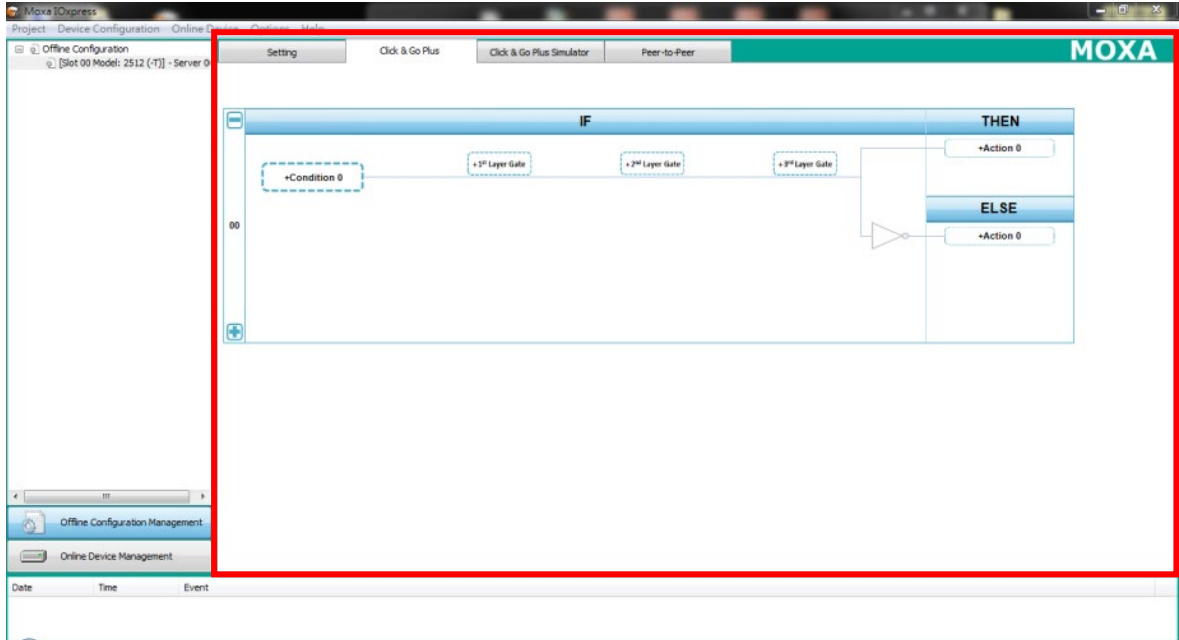 Moxa IOxpress
Project Device Configuration Online Device Options Help
Offline Configuration
[Slot 00 Model: 2512 (-T)] - Server 0
Setting
Click & Go Plus
Click & Go Plus Simulator
Peer-to-Peer
MOXA
IF
THEN
+Condition 0
+1st Layer Gate
+2nd Layer Gate
+3rd Layer Gate
+Action 0
00
ELSE
+Action 0
Offline Configuration Management
Online Device Management
Date Time Event